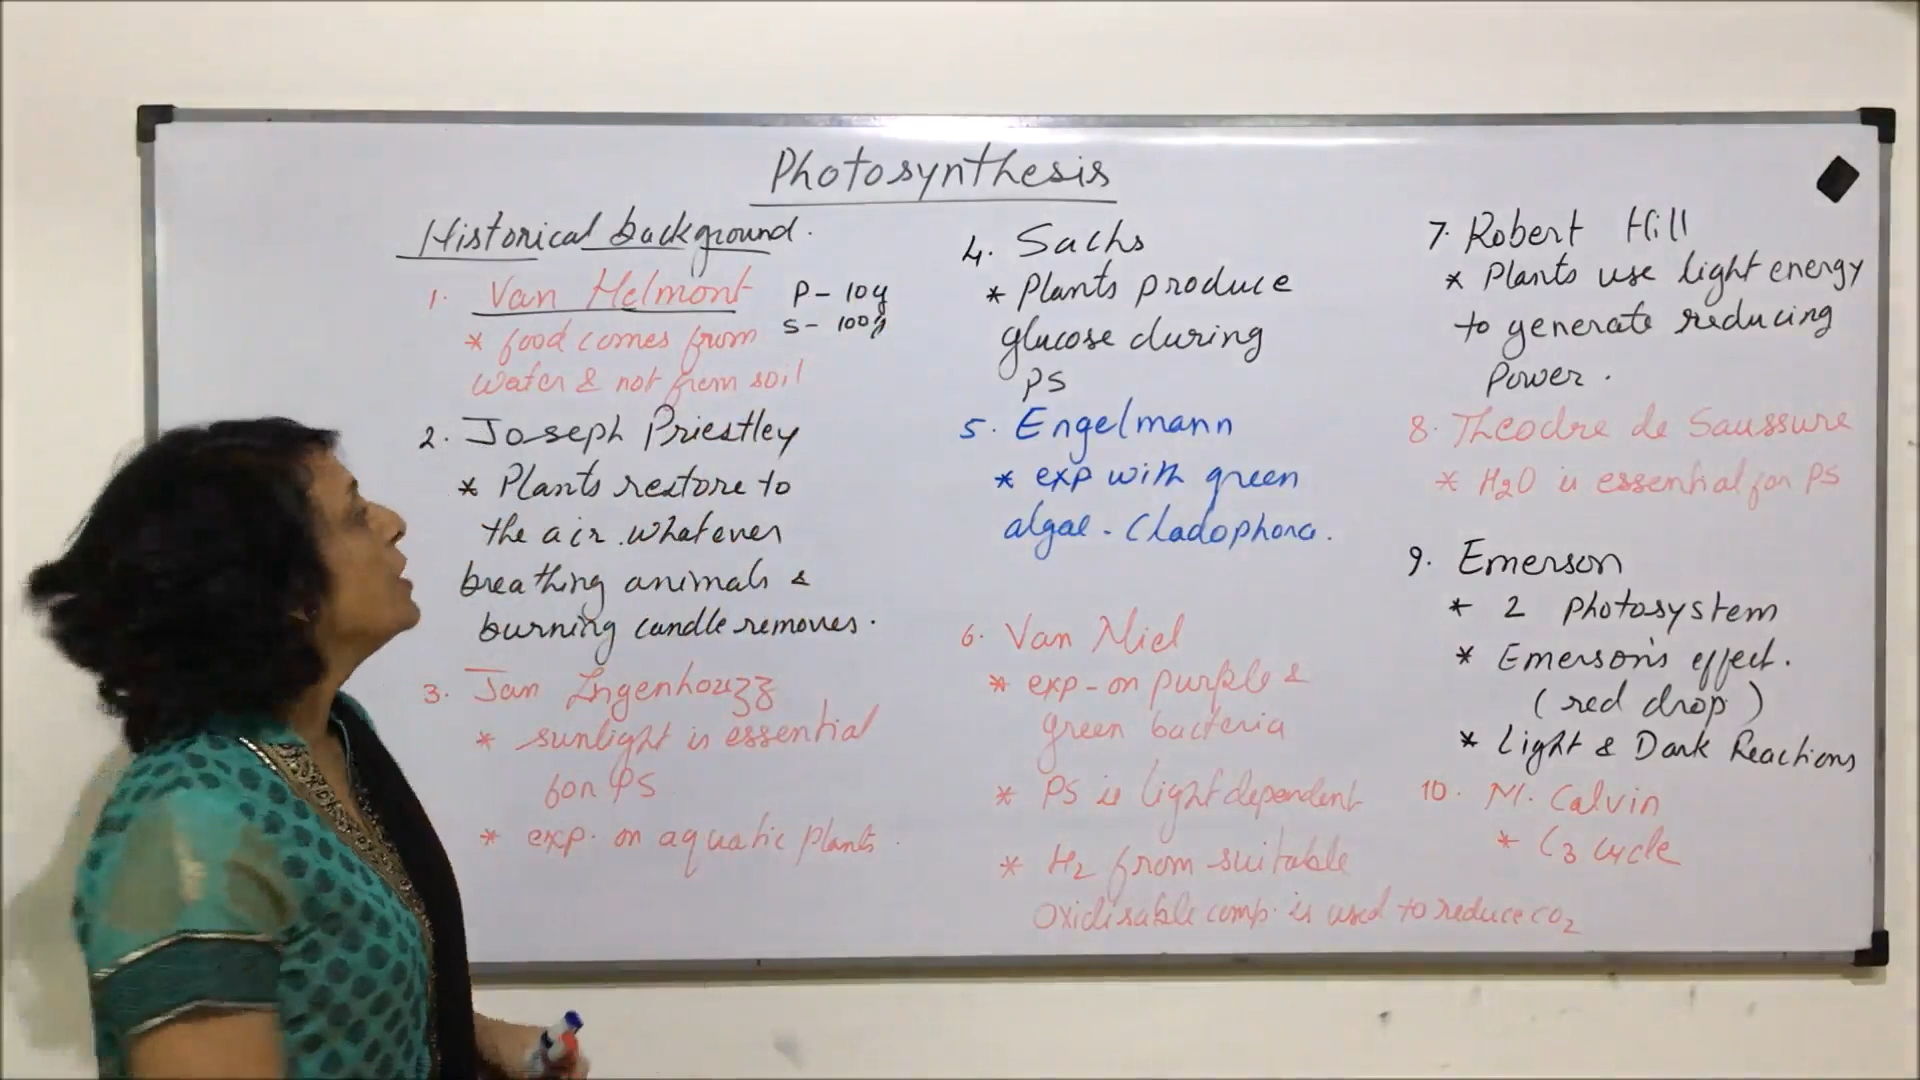 Photosynthesis
Historical background.
1. Van Helmont
P - 10g
S - 100g
* food comes from
water & not from soil
2. Joseph Priestley
* Plants restore to
the air whatever
breathing animals &
burning candle removes.
3. Jan Ingenhouzz
* sunlight is essential
for PS
* exp. on aquatic plants.
4. Sachs
* Plants produce
glucose during
PS
5. Engelmann
* exp with green
algae - Cladophora.
6. Van Niel
* exp - on purple &
green bacteria
* PS is light dependent
* H2 from suitable
oxidisable comp. is used to reduce CO2
7. Robert Hill
* Plants use light energy
to generate reducing
Power.
8. Theodre de Saussure
* H2O is essential for PS
9. Emerson
* 2 photosystem
* Emerson's effect.
(red drop)
* Light & Dark Reactions
10. M. Calvin
* C3 cycle